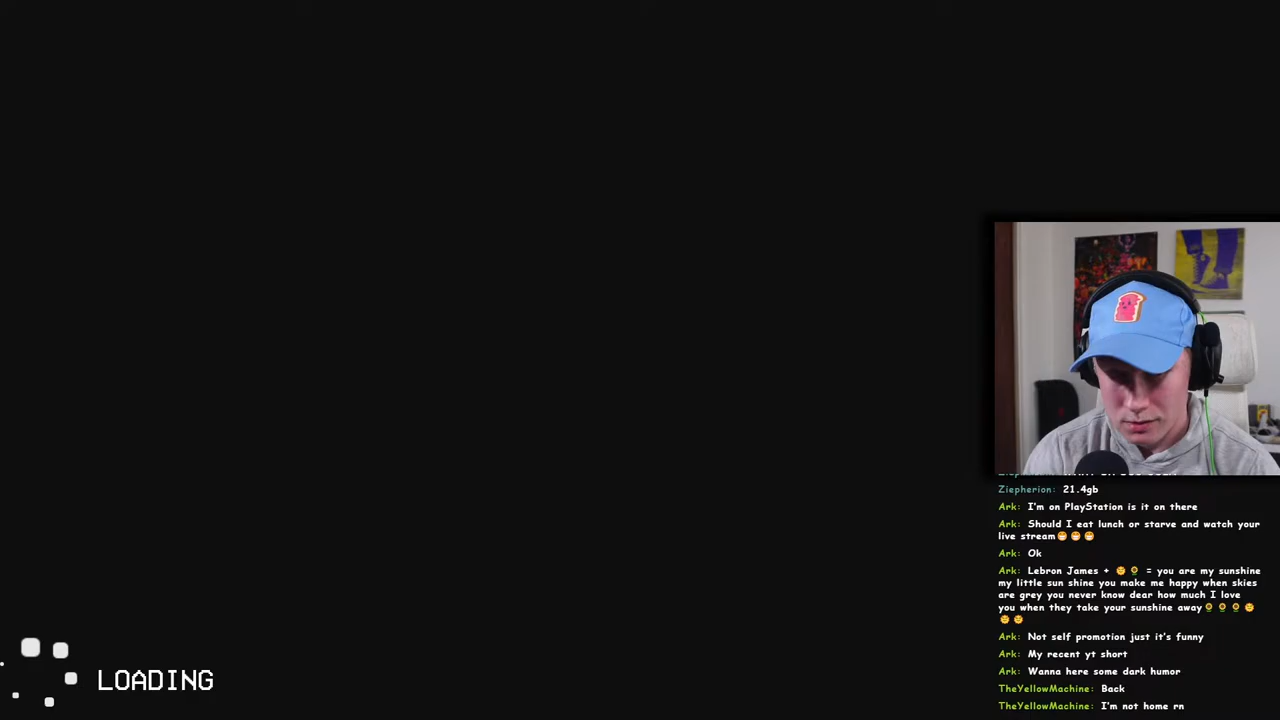 Ziepherion: 21.4gb
Ark: I'm on PlayStation is it on there
Ark: Should I eat lunch or starve and watch your
live stream😁😁😁
Ark: Ok
Ark: Lebron James + 🌞🌻 = you are my sunshine
my little sun shine you make me happy when skies
are grey you never know dear how much I love
you when they take your sunshine away🌻🌻🌻🌞
🌞🌞
Ark: Not self promotion just it's funny
Ark: My recent yt short
Ark: Wanna here some dark humor
TheYellowMachine: Back
TheYellowMachine: I'm not home rn
LOADING